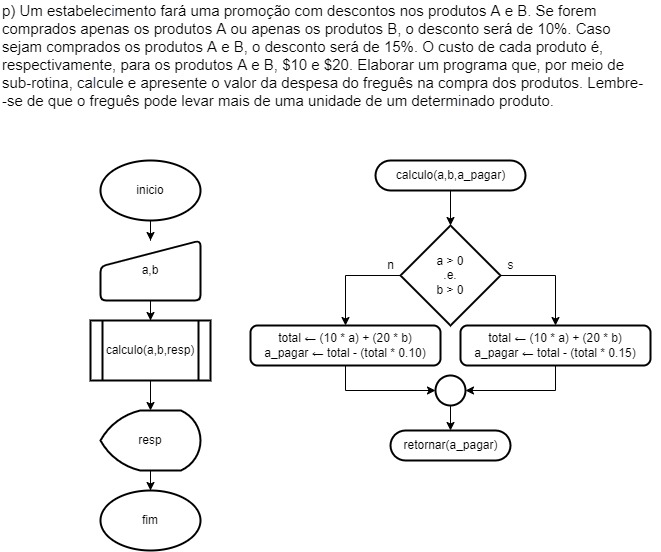 p) Um estabelecimento fará uma promoção com descontos nos produtos A e B. Se forem
comprados apenas os produtos A ou apenas os produtos B, o desconto será de 10%. Caso
sejam comprados os produtos A e B, o desconto será de 15%. O custo de cada produto é,
respectivamente, para os produtos A e B, $10 e $20. Elaborar um programa que, por meio de
sub-rotina, calcule e apresente o valor da despesa do freguês na compra dos produtos. Lembre-
-se de que o freguês pode levar mais de uma unidade de um determinado produto.
inicio
a,b
calculo(a,b,resp)
resp
fim
calculo(a,b,a_pagar)
a > 0
.e.
b > 0
n
s
total ← (10 * a) + (20 * b)
a_pagar ← total - (total * 0.10)
total ← (10 * a) + (20 * b)
a_pagar ← total - (total * 0.15)
retornar(a_pagar)